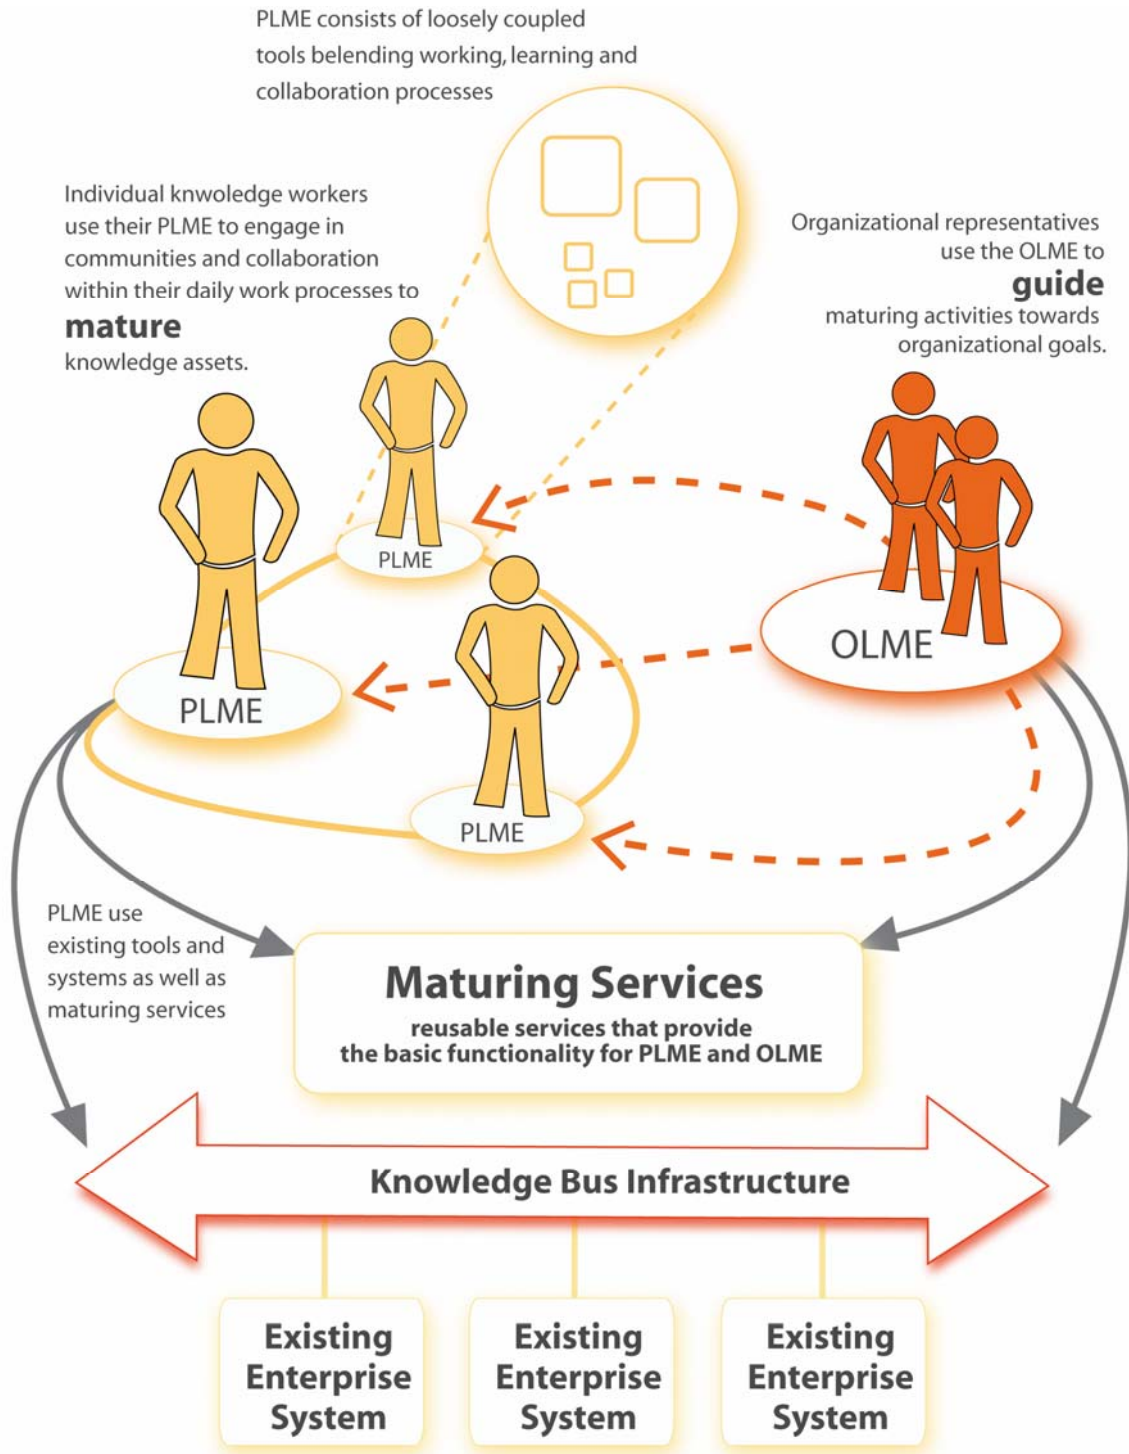 PLME consists of loosely coupled
tools belending working, learning and
collaboration processes
Individual knwoledge workers
use their PLME to engage in
communities and collaboration
within their daily work processes to
mature
knowledge assets.
Organizational representatives
use the OLME to
guide
maturing activities towards
organizational goals.
PLME
OLME
PLME
PLME
PLME use
existing tools and
systems as well as
maturing services
Maturing Services
reusable services that provide
the basic functionality for PLME and OLME
Knowledge Bus Infrastructure
Existing
Enterprise
System
Existing
Enterprise
System
Existing
Enterprise
System